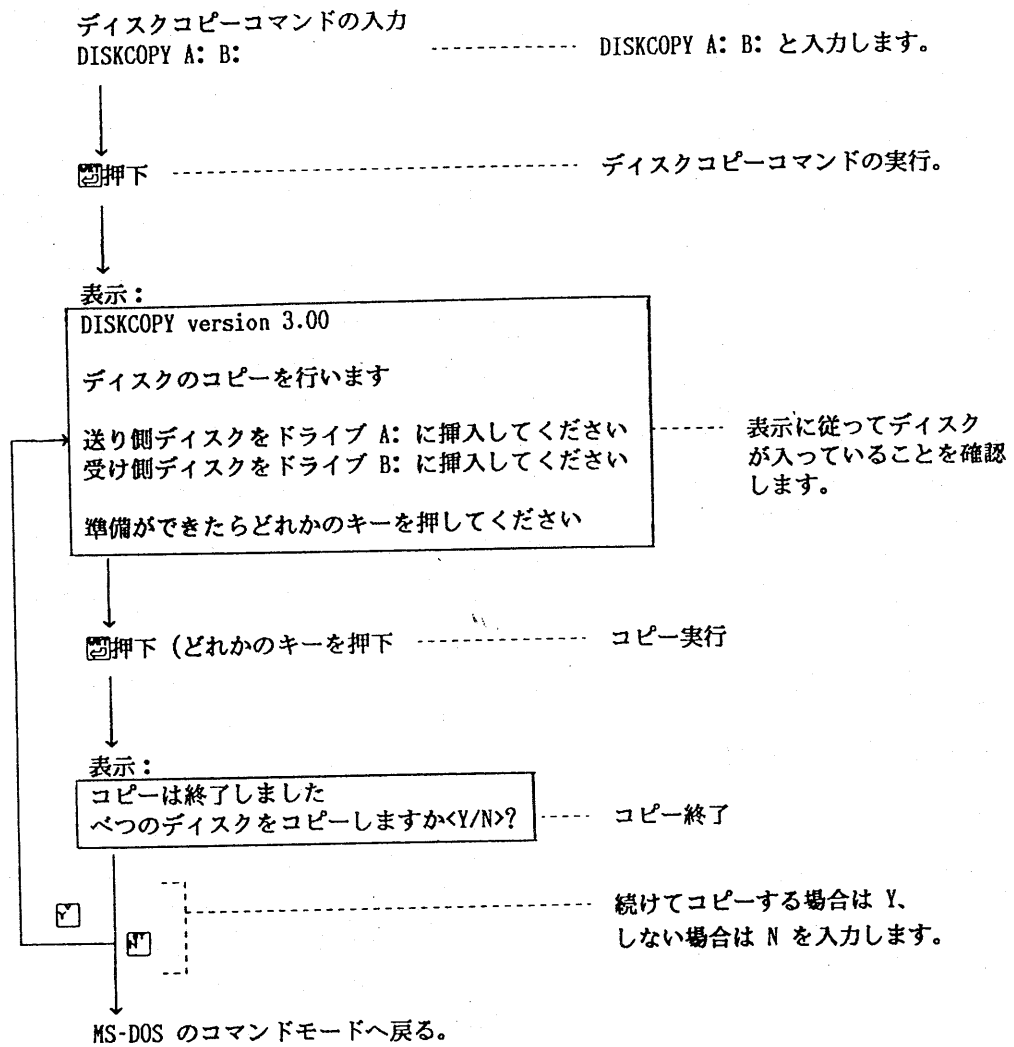 ディスクコピーコマンドの入力
DISKCOPY A: B: ------------ DISKCOPY A: B: と入力します。
押下 ------------ ディスクコピーコマンドの実行。
表示：
DISKCOPY version 3.00
ディスクのコピーを行います
送り側ディスクをドライブ A: に挿入してください
受け側ディスクをドライブ B: に挿入してください
準備ができたらどれかのキーを押してください
表示に従ってディスク
が入っていることを確認
します。
押下 (どれかのキーを押下 ------------ コピー実行
表示：
コピーは終了しました
べつのディスクをコピーしますか<Y/N>? ----- コピー終了
Y
N
続けてコピーする場合は Y、
しない場合は N を入力します。
MS-DOS のコマンドモードへ戻る。